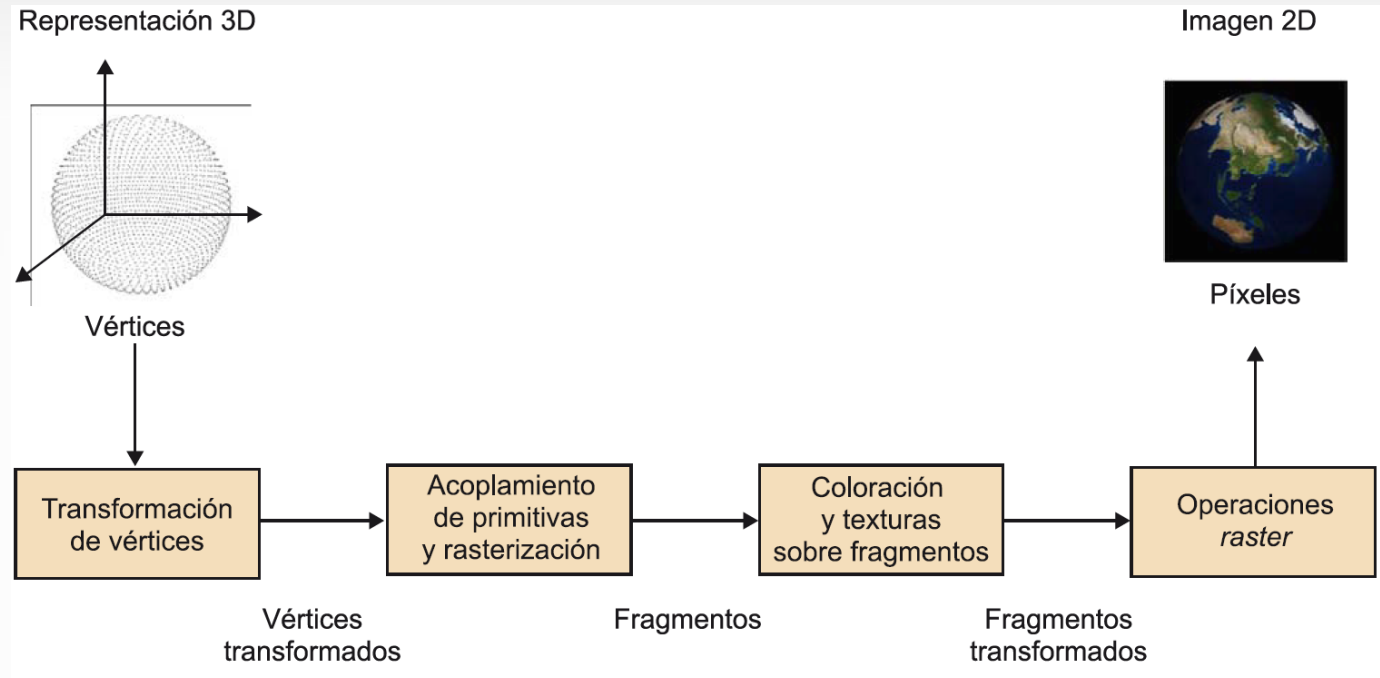 Representación 3D
Imagen 2D
Vértices
Píxeles
Transformación
de vértices
Acoplamiento
de primitivas
y rasterización
Coloración
y texturas
sobre fragmentos
Operaciones
raster
Vértices
transformados
Fragmentos
Fragmentos
transformados